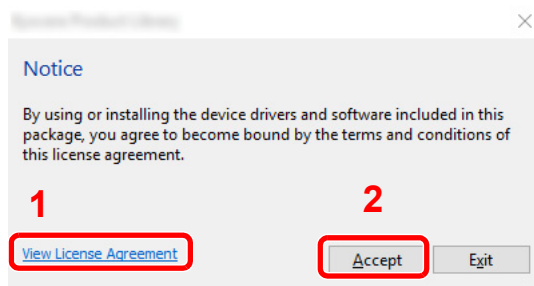 Notice
By using or installing the device drivers and software included in this
package, you agree to become bound by the terms and conditions of
this license agreement.
1
2
View License Agreement
Accept
Exit